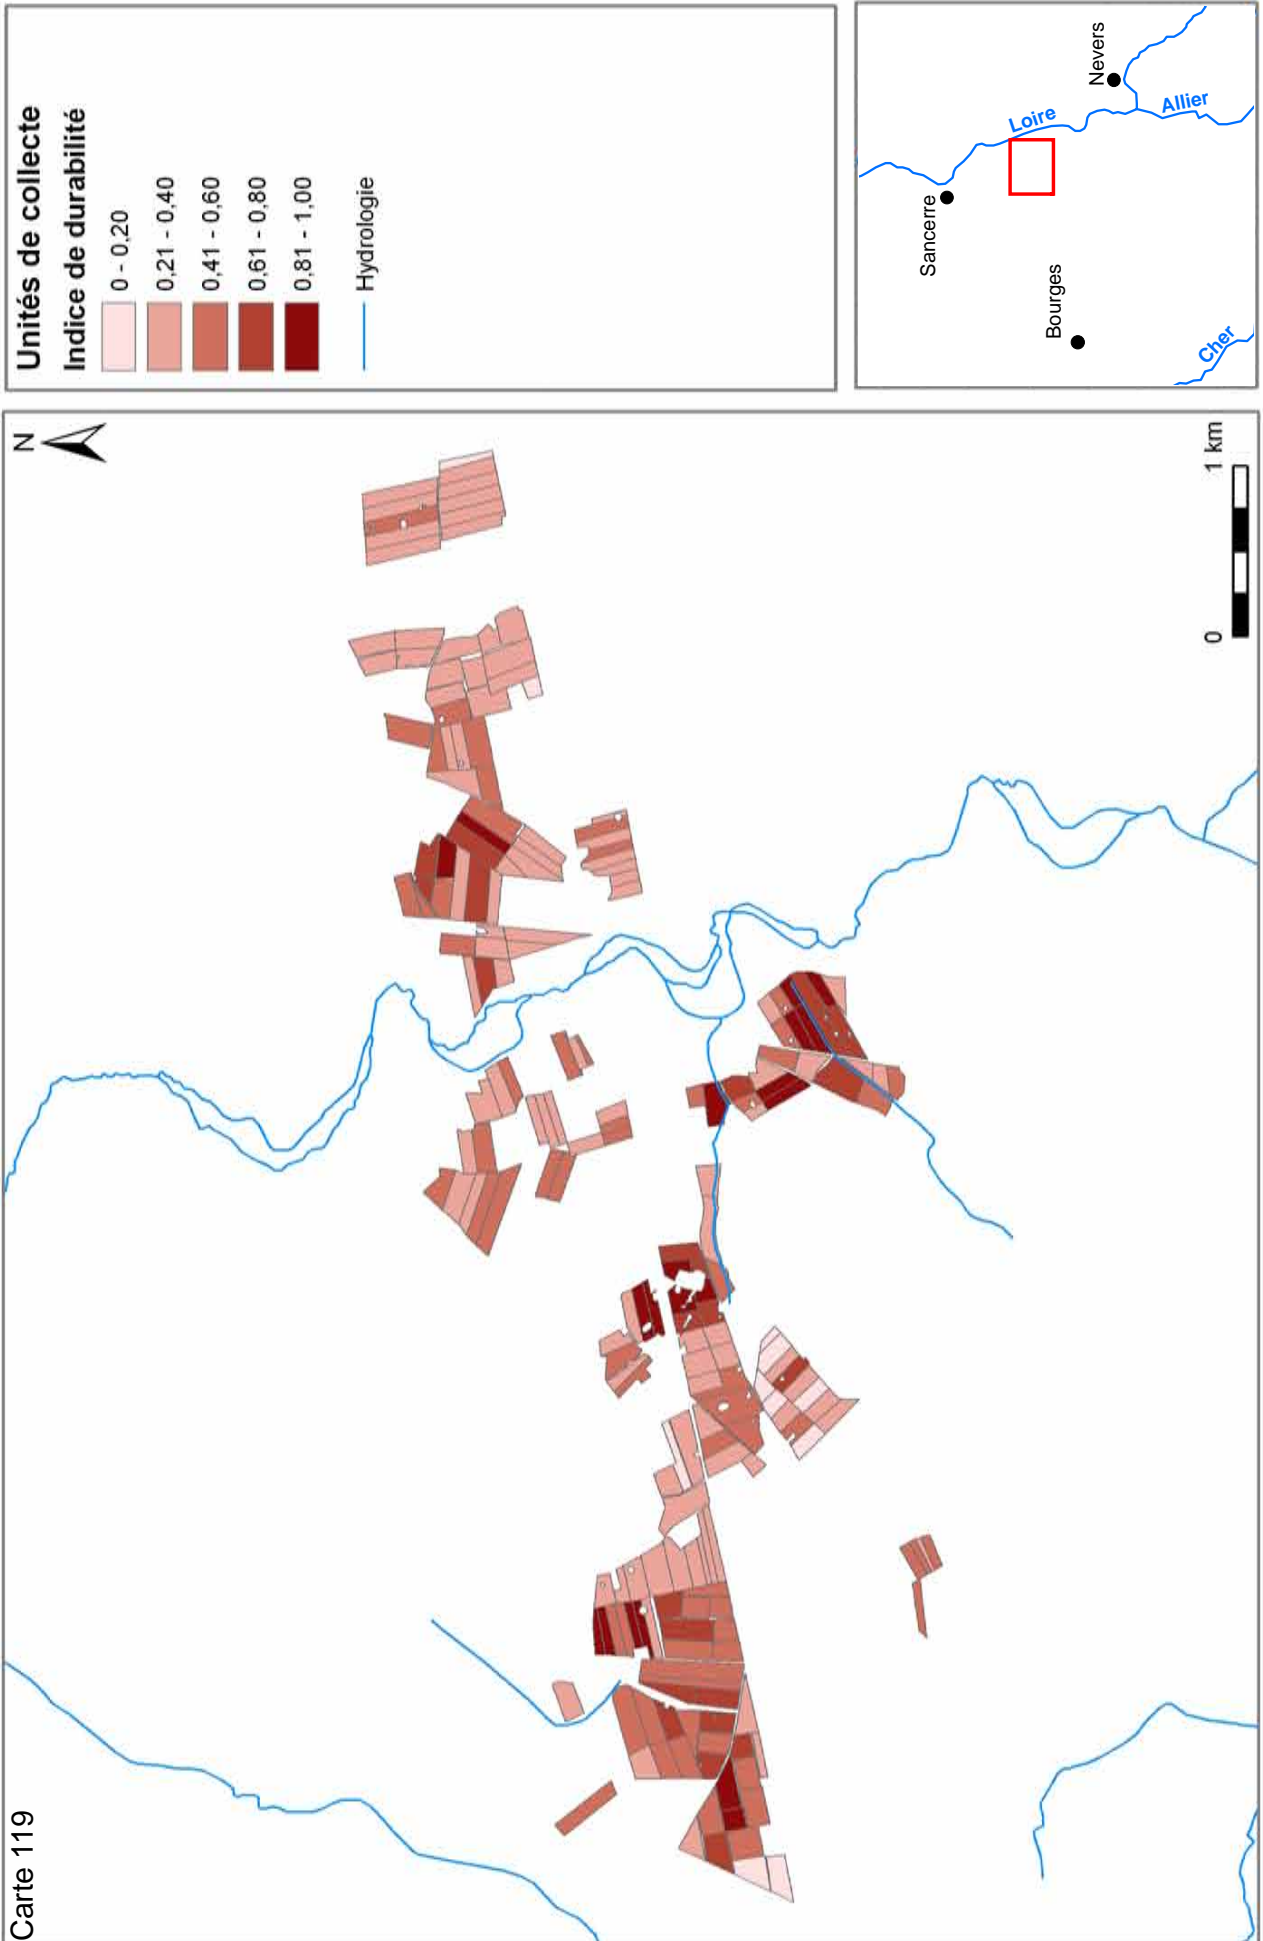 Carte 119
N
0
1 km
Unités de collecte
Indice de durabilité
0 - 0,20
0,21 - 0,40
0,41 - 0,60
0,61 - 0,80
0,81 - 1,00
Hydrologie
Sancerre
Nevers
Loire
Allier
Bourges
Cher